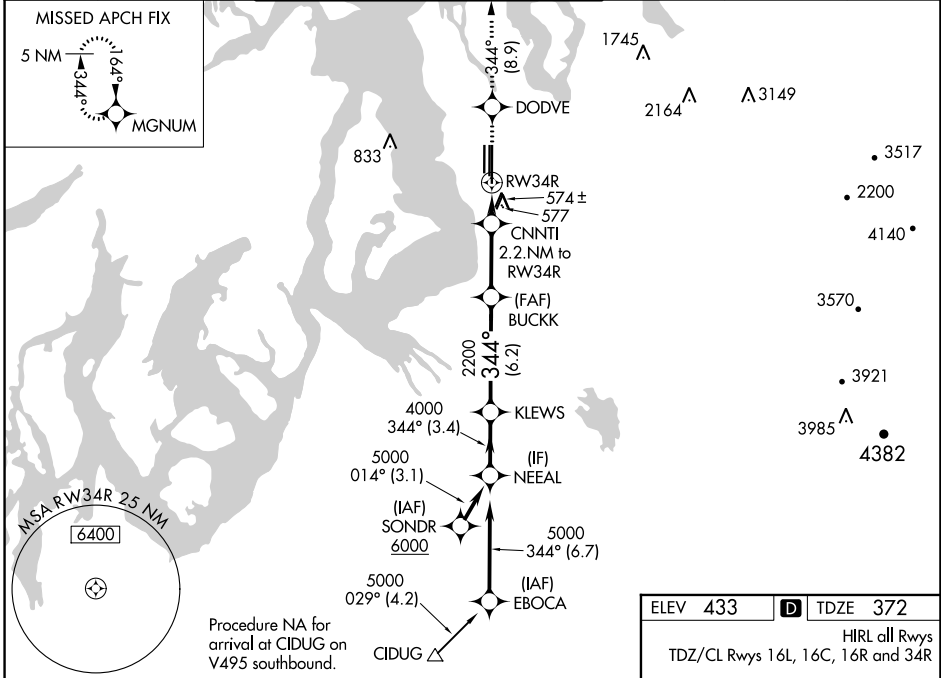 MISSED APCH FIX
5 NM
344°
164°
MGNUM
344°
(8.9)
DODVE
1745
2164
3149
833
3517
RW34R
574 ±
577
2200
CNNTI
2.2.NM to
RW34R
4140
(FAF)
BUCKK
3570
2200
344°
(6.2)
3921
4000
344° (3.4)
KLEWS
3985
4382
5000
014° (3.1)
(IF)
NEEAL
MSA RW34R 25 NM
6400
(IAF)
SONDR
6000
5000
344° (6.7)
5000
029° (4.2)
(IAF)
EBOCA
Procedure NA for
arrival at CIDUG on
V495 southbound.
CIDUG
ELEV 433 D TDZE 372
HIRL all Rwys
TDZ/CL Rwys 16L, 16C, 16R and 34R